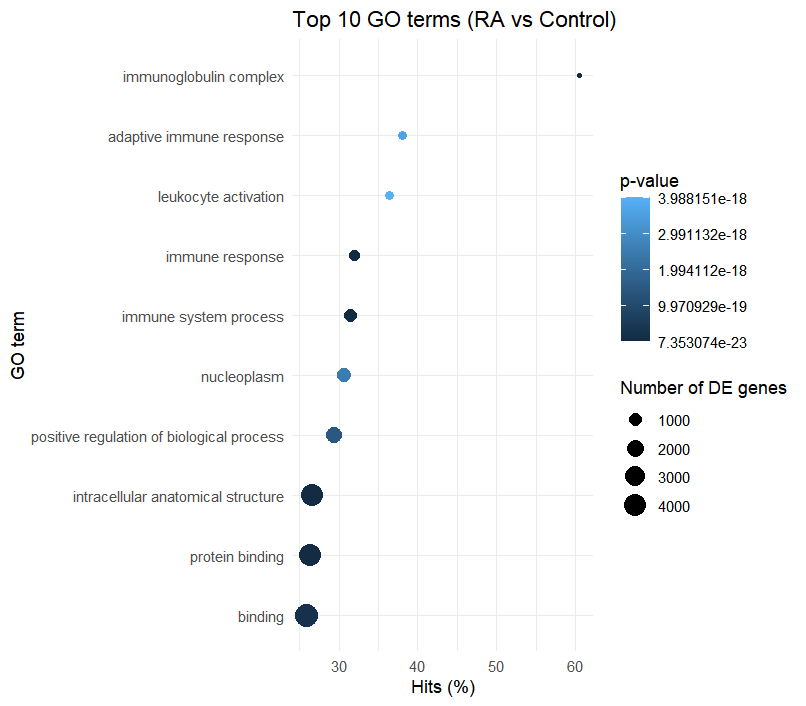 Top 10 GO terms (RA vs Control)
immunoglobulin complex
adaptive immune response
leukocyte activation
immune response
immune system process
nucleoplasm
positive regulation of biological process
intracellular anatomical structure
protein binding
binding
GO term
30 40 50 60
Hits (%)
p-value
3.988151e-18
2.991132e-18
1.994112e-18
9.970929e-19
7.353074e-23
Number of DE genes
1000
2000
3000
4000